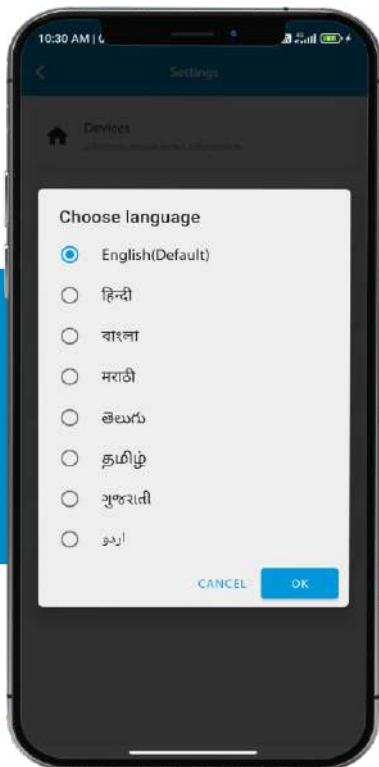 10:30 AM |
Settings
Devices
Choose language
English(Default)
हिन्दी
বাংলা
मराठी
తెలుగు
தமிழ்
ગુજરાતી
اردو
CANCEL
OK